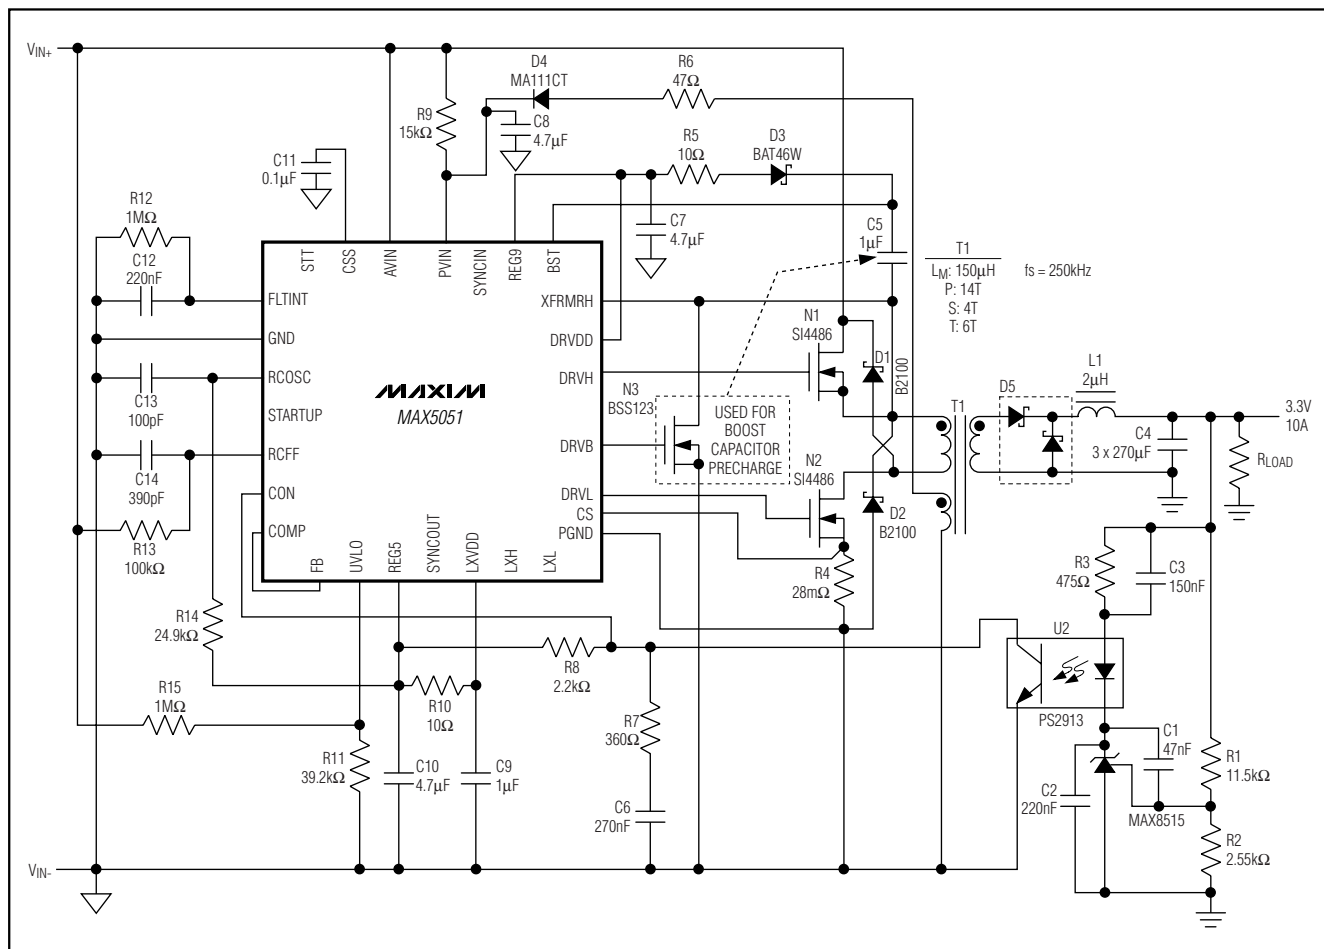 VIN+
D4
MA111CT
R6
47Ω
R9
15kΩ
C8
4.7µF
R5
10Ω
D3
BAT46W
C11
0.1µF
R12
1MΩ
C12
220nF
C7
4.7µF
C5
1µF
T1
LM: 150µH
P: 14T
S: 4T
T: 6T
fs = 250kHz
STT
CSS
AVIN
PVIN
SYNCIN
REG9
BST
FLTINT
GND
RCOSC
STARTUP
RCFF
CON
COMP
XFRMRH
DRVDD
DRVH
DRVB
DRVL
CS
PGND
FB
UVLO
REG5
SYNCOUT
LXVDD
LXH
LXL
MAXIM
MAX5051
C13
100pF
C14
390pF
R13
100kΩ
N1
SI4486
D1
B2100
N3
BSS123
USED FOR
BOOST
CAPACITOR
PRECHARGE
N2
SI4486
D2
B2100
T1
D5
L1
2µH
C4
3 x 270µF
3.3V
10A
RLOAD
R4
28mΩ
R3
475Ω
C3
150nF
R14
24.9kΩ
R8
2.2kΩ
U2
PS2913
R15
1MΩ
R10
10Ω
R7
360Ω
R11
39.2kΩ
C10
4.7µF
C9
1µF
C6
270nF
C1
47nF
C2
220nF
MAX8515
R1
11.5kΩ
R2
2.55kΩ
VIN-